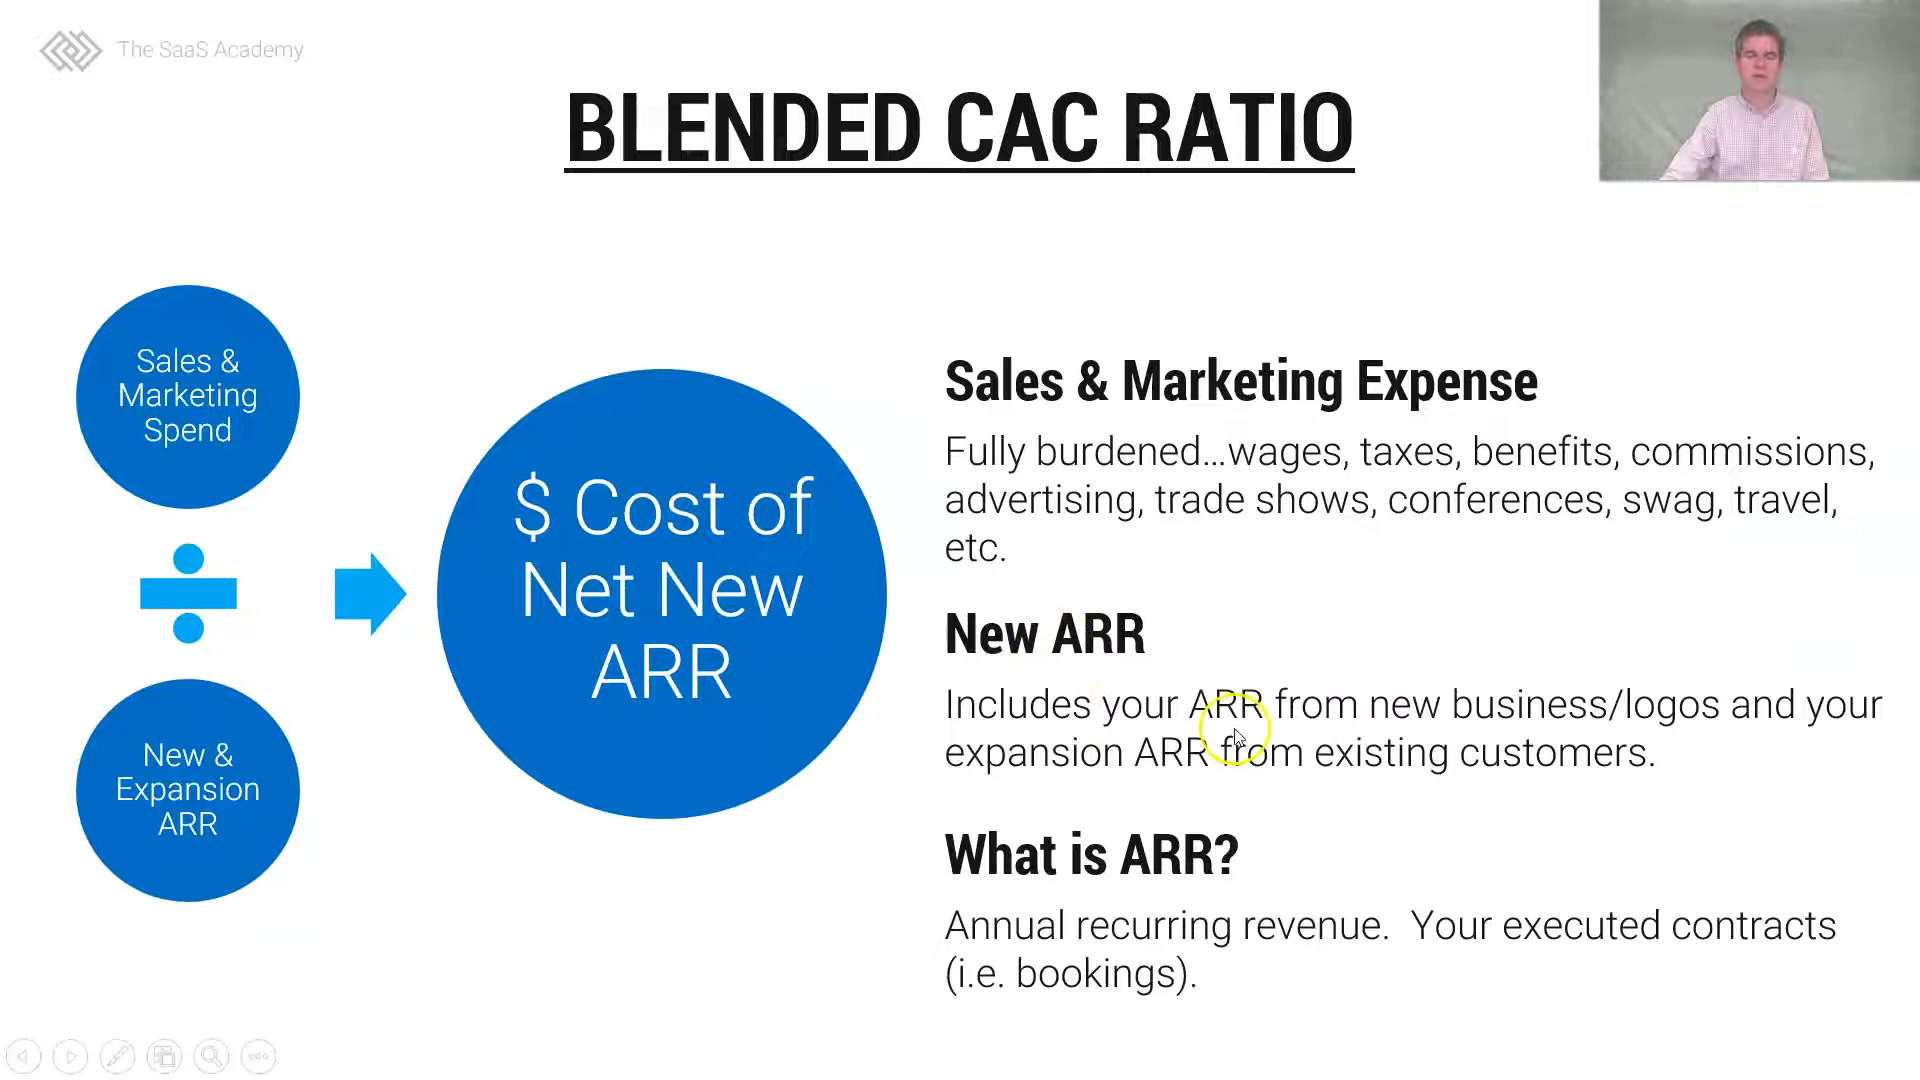 The SaaS Academy
BLENDED CAC RATIO
Sales &
Marketing
Spend
New &
Expansion
ARR
$ Cost of
Net New
ARR
Sales & Marketing Expense
Fully burdened...wages, taxes, benefits, commissions,
advertising, trade shows, conferences, swag, travel,
etc.
New ARR
Includes your ARR from new business/logos and your
expansion ARR from existing customers.
What is ARR?
Annual recurring revenue.  Your executed contracts
(i.e. bookings).